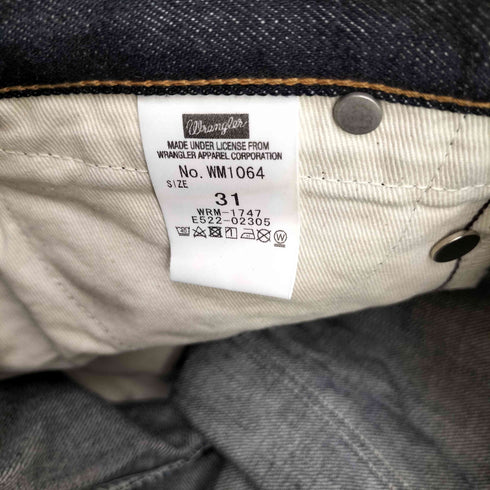 Wrangler
MADE UNDER LICENSE FROM
WRANGLER APPAREL CORPORATION
No. WM1064
SIZE
31
WRM-1747
E522-02305